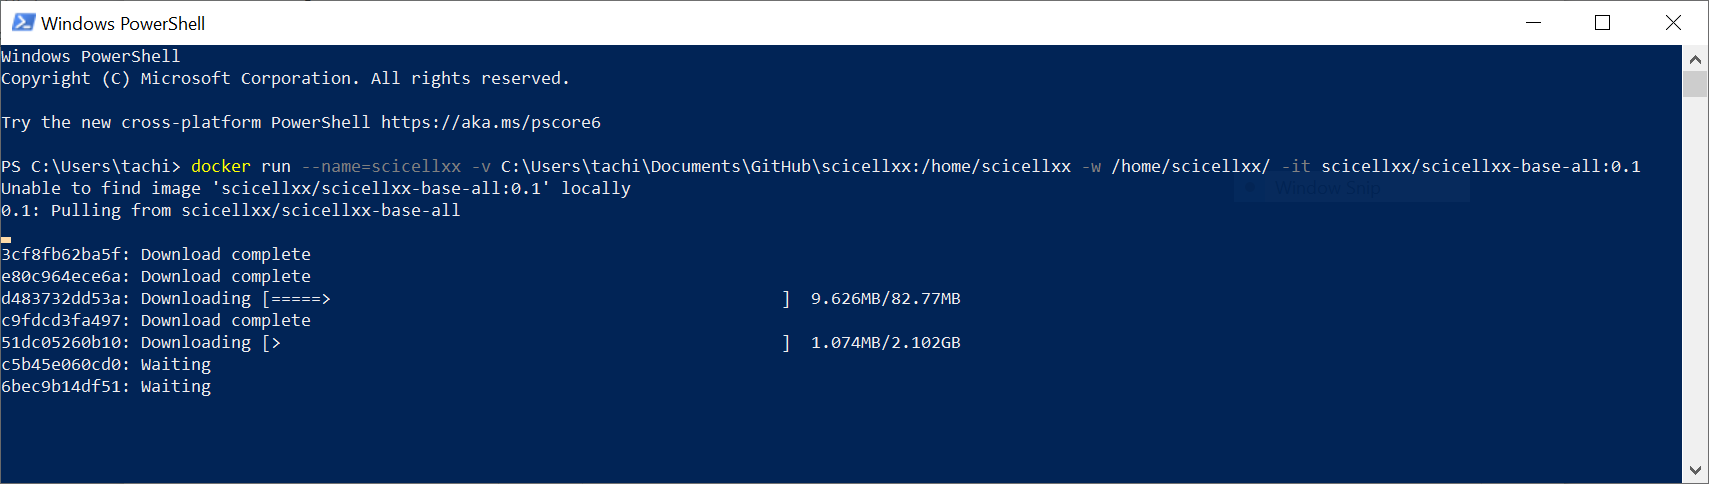 Windows PowerShell
Windows PowerShell
Copyright (C) Microsoft Corporation. All rights reserved.
Try the new cross-platform PowerShell https://aka.ms/pscore6
PS C:\Users\tachi> docker run --name=scicellxx -v C:\Users\tachi\Documents\GitHub\scicellxx:/home/scicellxx -w /home/scicellxx/ -it scicellxx/scicellxx-base-all:0.1
Unable to find image 'scicellxx/scicellxx-base-all:0.1' locally
Window Snip
0.1: Pulling from scicellxx/scicellxx-base-all
3cf8fb62ba5f: Download complete
e80c964ece6a: Download complete
d483732dd53a: Downloading [=====>                                             ]  9.626MB/82.77MB
c9fdcd3fa497: Download complete
51dc05260b10: Downloading [>                                                  ]  1.074MB/2.102GB
c5b45e060cd0: Waiting
6bec9b14df51: Waiting